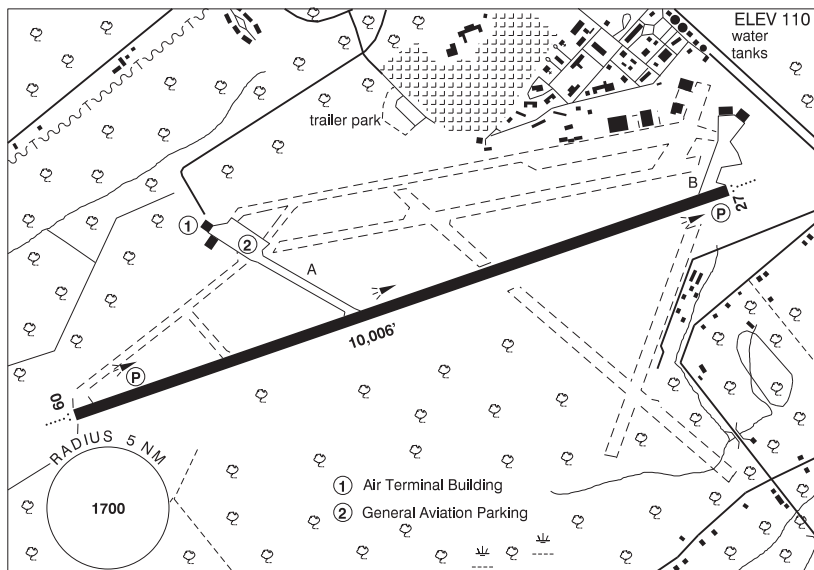 ELEV 110
water
tanks
trailer park
B
P
27
1
2
A
10,006'
P
09
RADIUS 5 NM
1700
1 Air Terminal Building
2 General Aviation Parking